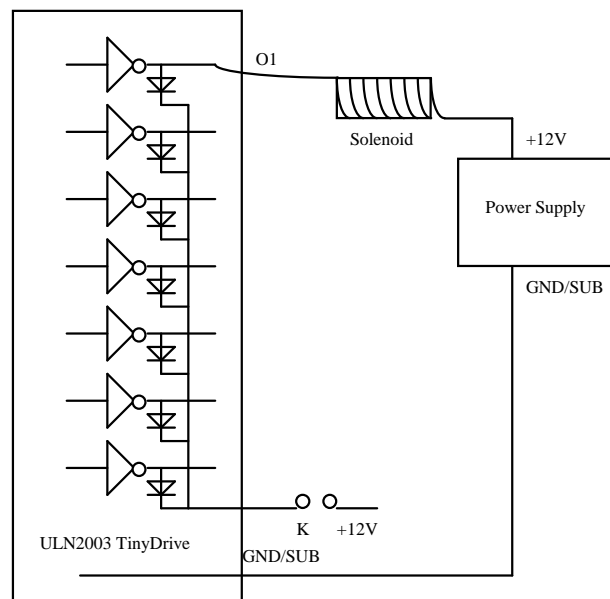 O1
Solenoid
+12V
Power Supply
GND/SUB
K +12V
ULN2003 TinyDrive
GND/SUB